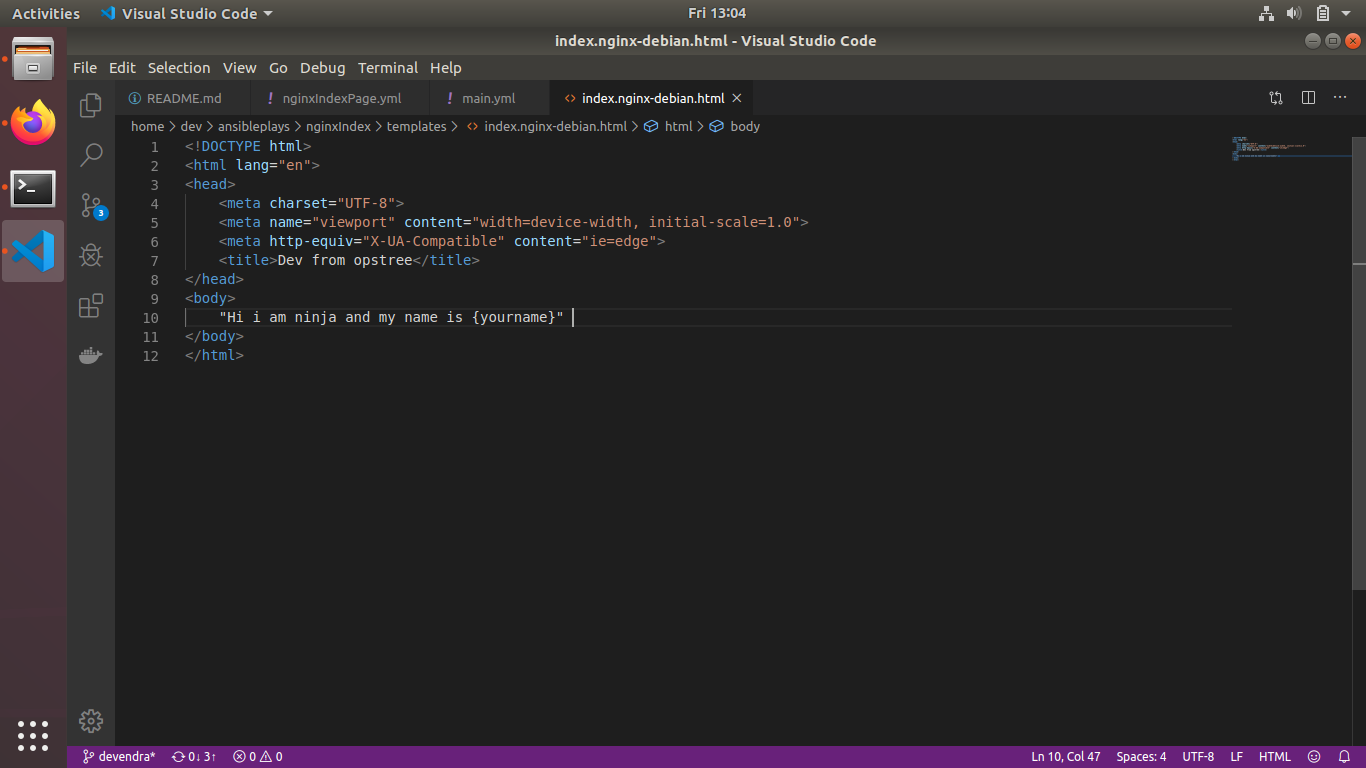 Activities Visual Studio Code Fri 13:04
index.nginx-debian.html - Visual Studio Code
File Edit Selection View Go Debug Terminal Help
README.md ! nginxIndexPage.yml ! main.yml <> index.nginx-debian.html
home > dev > ansibleplays > nginxIndex > templates > <> index.nginx-debian.html > html > body
1 <!DOCTYPE html>
2 <html lang="en">
3 <head>
4     <meta charset="UTF-8">
5     <meta name="viewport" content="width=device-width, initial-scale=1.0">
6     <meta http-equiv="X-UA-Compatible" content="ie=edge">
7     <title>Dev from opstree</title>
8 </head>
9 <body>
10     "Hi i am ninja and my name is {yourname}"
11 </body>
12 </html>
3
devendra* 0↓ 3↑ 0 0 Ln 10, Col 47 Spaces: 4 UTF-8 LF HTML